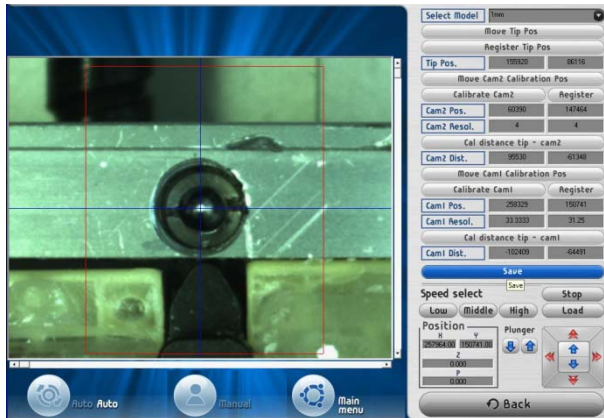 Select Model 1mm
Move Tip Pos
Register Tip Pos
Tip Pos. 155920 86116
Move Cam2 Calibration Pos
Calibrate Cam2 Register
Cam2 Pos. 60390 147464
Cam2 Resol. 4 4
Cal distance tip - cam2
Cam2 Dist. 95530 -61348
Move Cam1 Calibration Pos
Calibrate Cam1 Register
Cam1 Pos. 258329 150741
Cam1 Resol. 33.3333 31.25
Cal distance tip - cam1
Cam1 Dist. -102409 -64491
Save
Save
Speed select Stop
Low Middle High Load
Position Plunger
X Y
257964.00 150741.00
Z
0.000
P
0.000
Back
Auto Auto
Manual
Main
menu